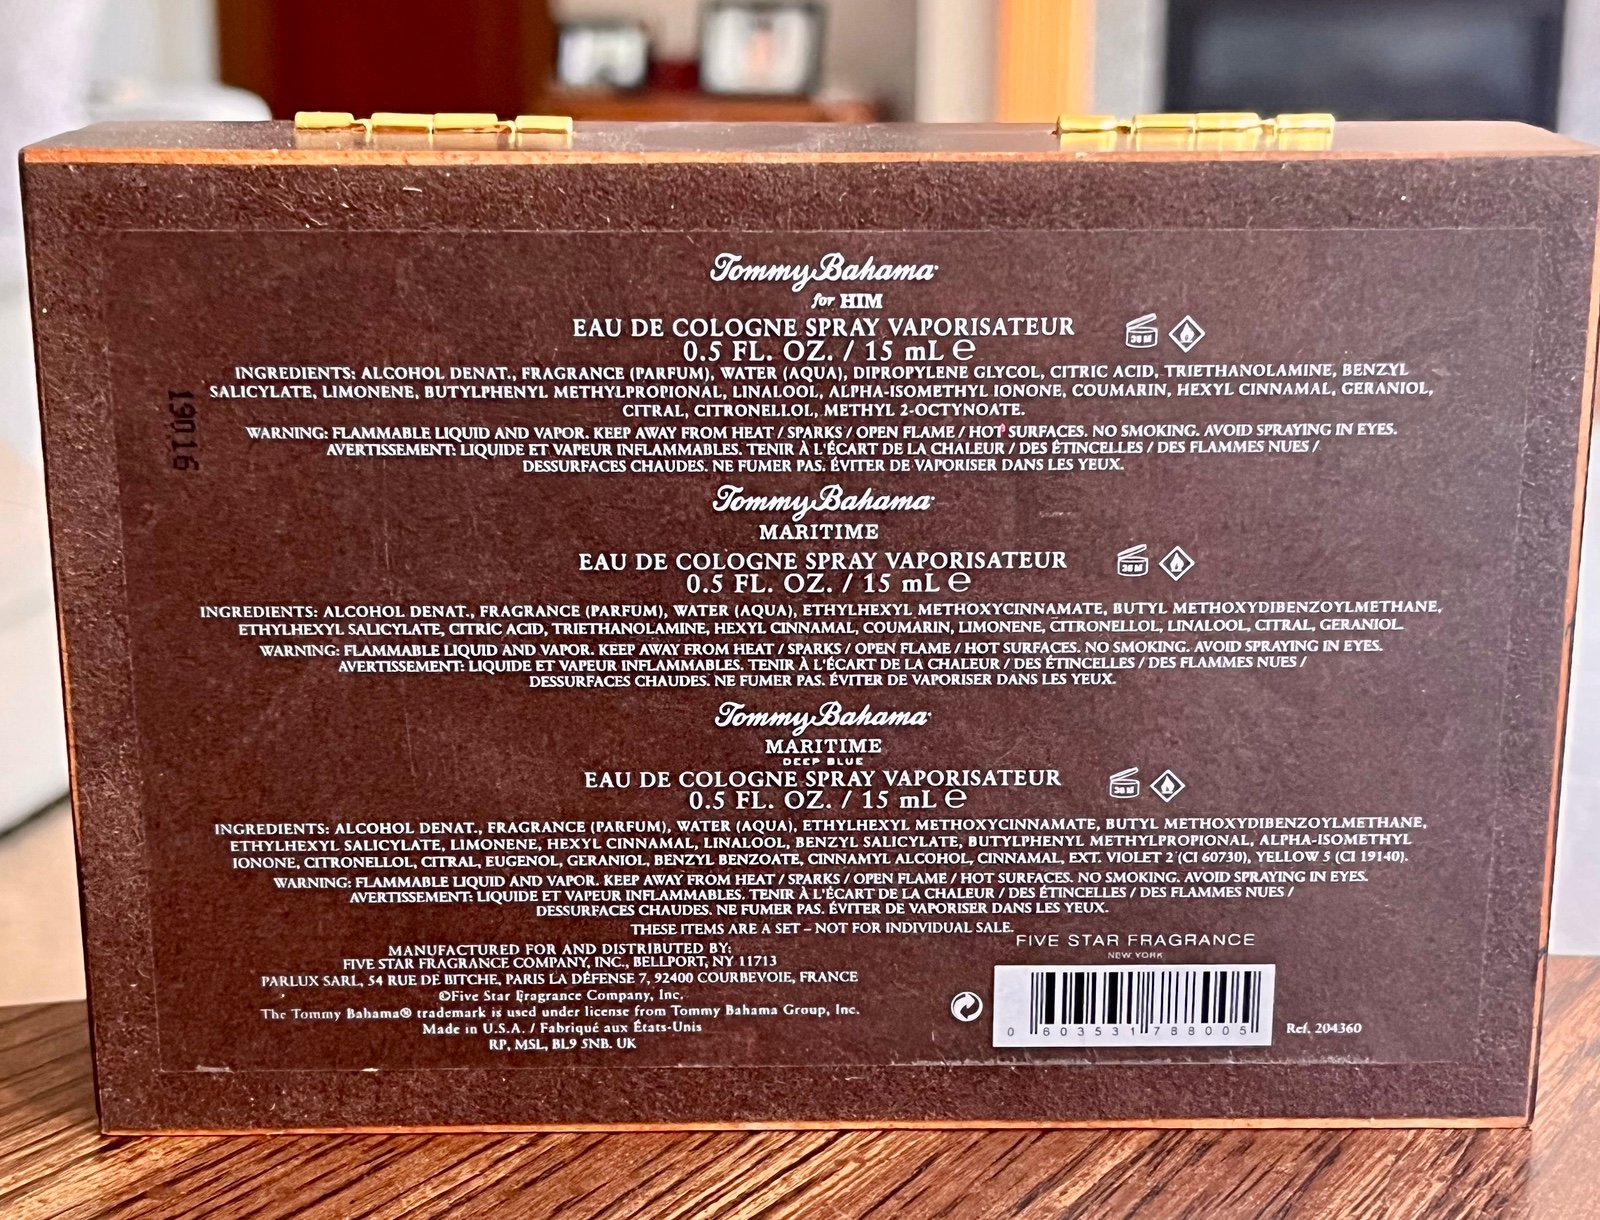 Tommy Bahama
for HIM
EAU DE COLOGNE SPRAY VAPORISATEUR
36 M
0.5 FL. OZ. / 15 mL ℮
INGREDIENTS: ALCOHOL DENAT., FRAGRANCE (PARFUM), WATER (AQUA), DIPROPYLENE GLYCOL, CITRIC ACID, TRIETHANOLAMINE, BENZYL
SALICYLATE, LIMONENE, BUTYLPHENYL METHYLPROPIONAL, LINALOOL, ALPHA-ISOMETHYL IONONE, COUMARIN, HEXYL CINNAMAL, GERANIOL,
CITRAL, CITRONELLOL, METHYL 2-OCTYNOATE.
WARNING: FLAMMABLE LIQUID AND VAPOR. KEEP AWAY FROM HEAT / SPARKS / OPEN FLAME / HOT SURFACES. NO SMOKING. AVOID SPRAYING IN EYES.
AVERTISSEMENT: LIQUIDE ET VAPEUR INFLAMMABLES. TENIR À L'ÉCART DE LA CHALEUR / DES ÉTINCELLES / DES FLAMMES NUES /
DESSURFACES CHAUDES. NE FUMER PAS. ÉVITER DE VAPORISER DANS LES YEUX.
19016
Tommy Bahama
MARITIME
EAU DE COLOGNE SPRAY VAPORISATEUR
36 M
0.5 FL. OZ. / 15 mL ℮
INGREDIENTS: ALCOHOL DENAT., FRAGRANCE (PARFUM), WATER (AQUA), ETHYLHEXYL METHOXYCINNAMATE, BUTYL METHOXYDIBENZOYLMETHANE,
ETHYLHEXYL SALICYLATE, CITRIC ACID, TRIETHANOLAMINE, HEXYL CINNAMAL, COUMARIN, LIMONENE, CITRONELLOL, LINALOOL, CITRAL, GERANIOL.
WARNING: FLAMMABLE LIQUID AND VAPOR. KEEP AWAY FROM HEAT / SPARKS / OPEN FLAME / HOT SURFACES. NO SMOKING. AVOID SPRAYING IN EYES.
AVERTISSEMENT: LIQUIDE ET VAPEUR INFLAMMABLES. TENIR À L'ÉCART DE LA CHALEUR / DES ÉTINCELLES / DES FLAMMES NUES /
DESSURFACES CHAUDES. NE FUMER PAS. ÉVITER DE VAPORISER DANS LES YEUX.
Tommy Bahama
MARITIME
DEEP BLUE
EAU DE COLOGNE SPRAY VAPORISATEUR
36 M
0.5 FL. OZ. / 15 mL ℮
INGREDIENTS: ALCOHOL DENAT., FRAGRANCE (PARFUM), WATER (AQUA), ETHYLHEXYL METHOXYCINNAMATE, BUTYL METHOXYDIBENZOYLMETHANE,
ETHYLHEXYL SALICYLATE, LIMONENE, HEXYL CINNAMAL, LINALOOL, BENZYL SALICYLATE, BUTYLPHENYL METHYLPROPIONAL, ALPHA-ISOMETHYL
IONONE, CITRONELLOL, CITRAL, EUGENOL, GERANIOL, BENZYL BENZOATE, CINNAMYL ALCOHOL, CINNAMAL, EXT. VIOLET 2 (CI 60730), YELLOW 5 (CI 19140).
WARNING: FLAMMABLE LIQUID AND VAPOR. KEEP AWAY FROM HEAT / SPARKS / OPEN FLAME / HOT SURFACES. NO SMOKING. AVOID SPRAYING IN EYES.
AVERTISSEMENT: LIQUIDE ET VAPEUR INFLAMMABLES. TENIR À L'ÉCART DE LA CHALEUR / DES ÉTINCELLES / DES FLAMMES NUES /
DESSURFACES CHAUDES. NE FUMER PAS. ÉVITER DE VAPORISER DANS LES YEUX.
THESE ITEMS ARE A SET – NOT FOR INDIVIDUAL SALE.
MANUFACTURED FOR AND DISTRIBUTED BY:
FIVE STAR FRAGRANCE COMPANY, INC., BELLPORT, NY 11713
PARLUX SARL, 54 RUE DE BITCHE, PARIS LA DÉFENSE 7, 92400 COURBEVOIE, FRANCE
©Five Star Fragrance Company, Inc.
The Tommy Bahama® trademark is used under license from Tommy Bahama Group, Inc.
Made in U.S.A. / Fabriqué aux États-Unis
RP, MSL, BL9 5NB. UK
FIVE STAR FRAGRANCE
NEW YORK
0 603531 788005
Ref. 204360